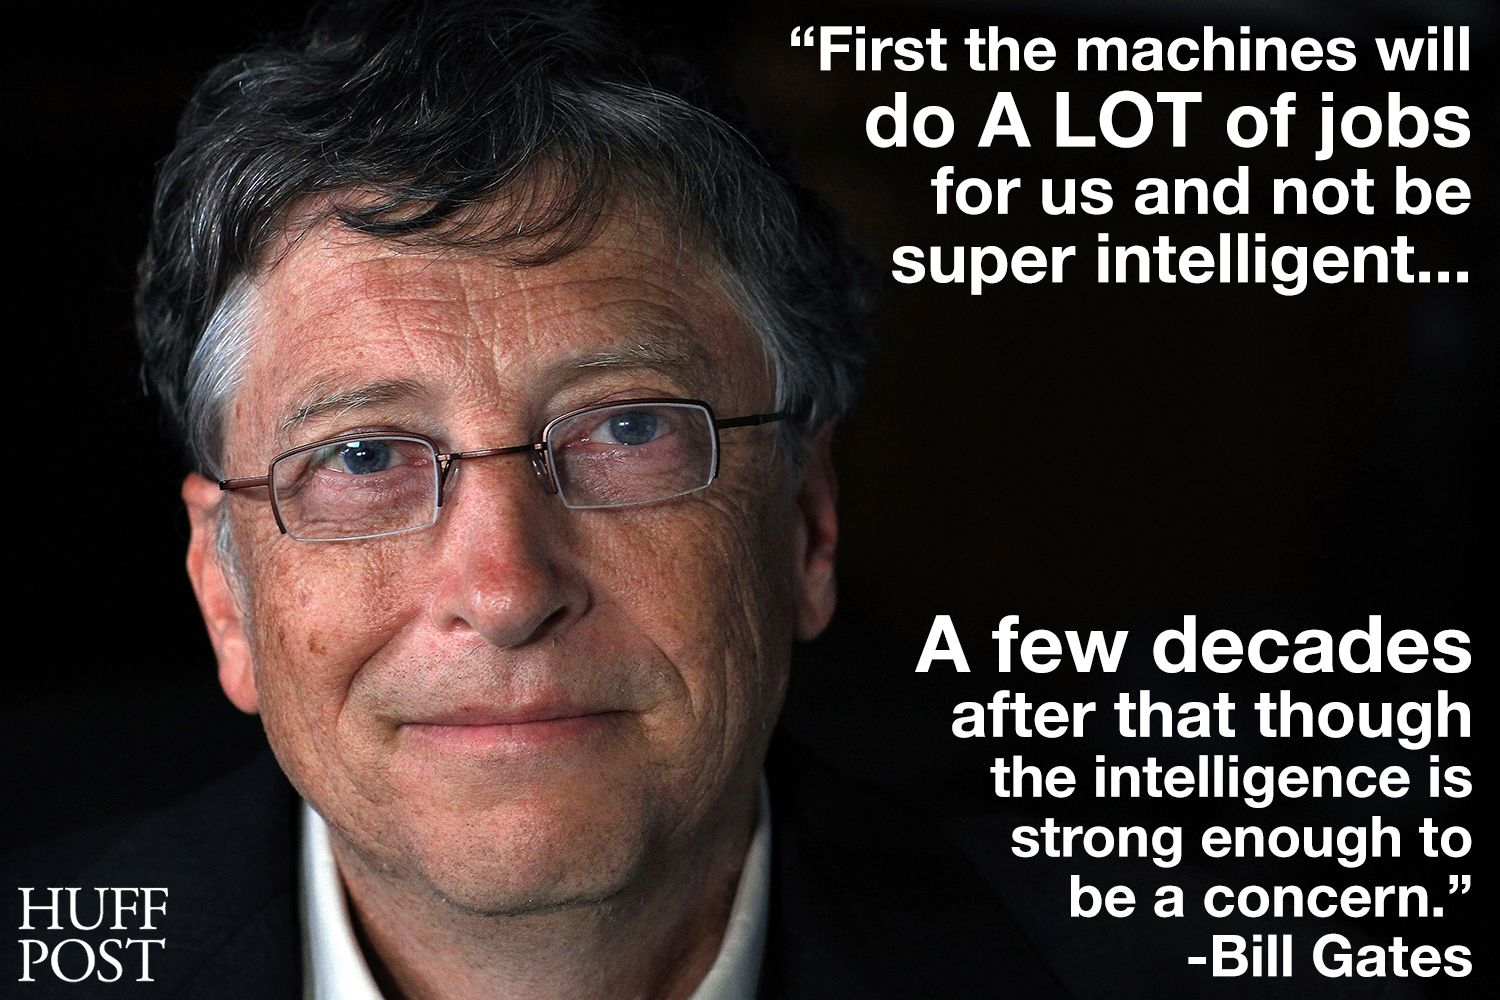 “First the machines will
do A LOT of jobs
for us and not be
super intelligent...
A few decades
after that though
the intelligence is
strong enough to
be a concern.”
-Bill Gates
HUFF
POST